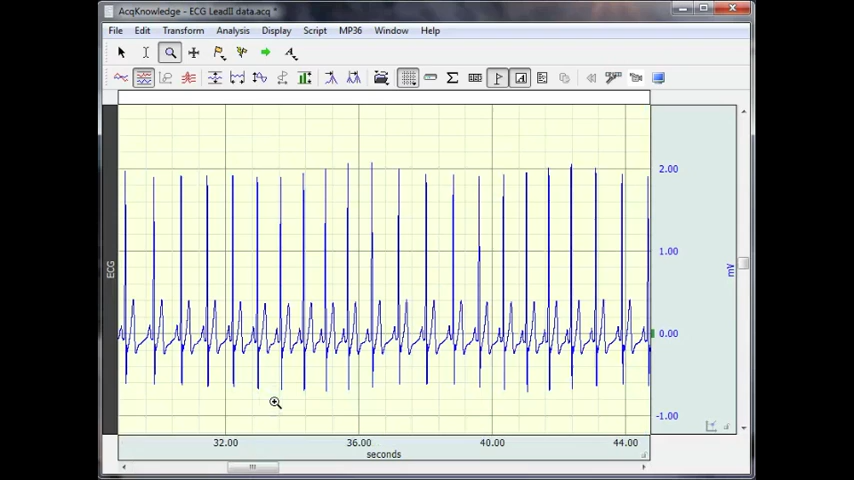 AcqKnowledge - ECG LeadII data.acq *
File Edit Transform Analysis Display Script MP36 Window Help
ECG
2.00
1.00
0.00
-1.00
mV
32.00 36.00 40.00 44.00
seconds